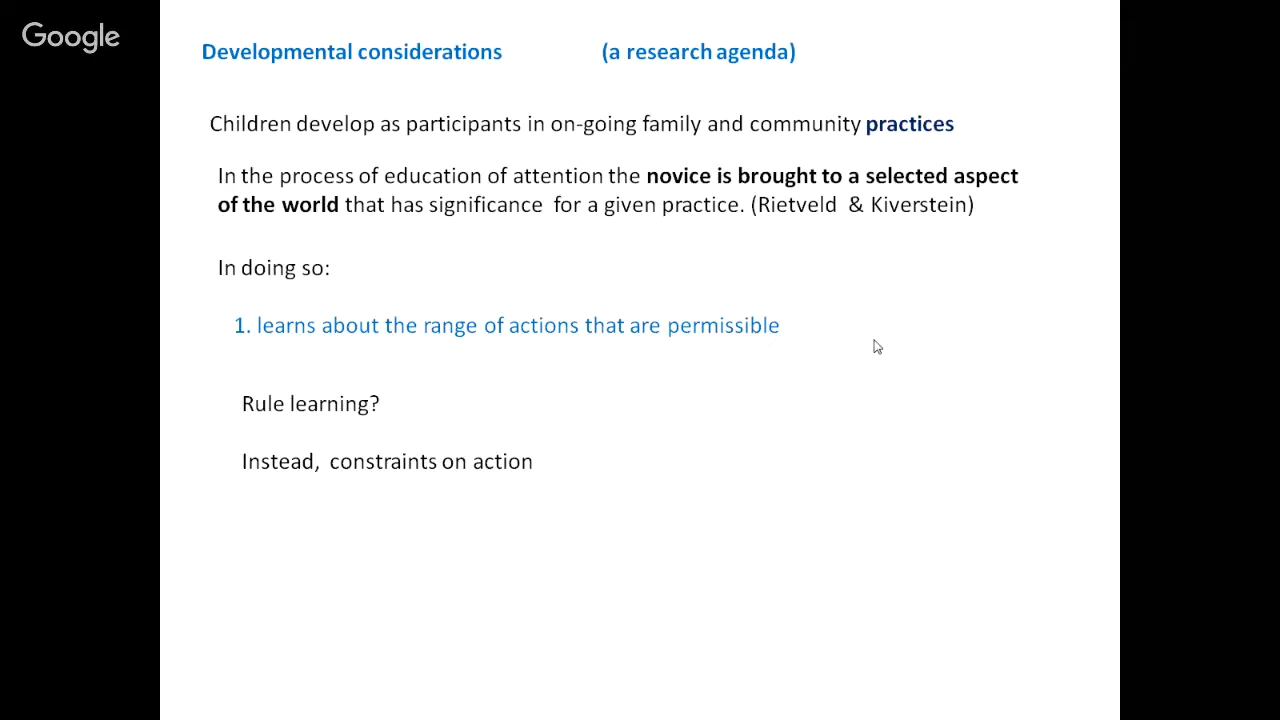 Google
Developmental considerations (a research agenda)
Children develop as participants in on-going family and community practices
In the process of education of attention the novice is brought to a selected aspect
of the world that has significance for a given practice. (Rietveld & Kiverstein)
In doing so:
1. learns about the range of actions that are permissible
Rule learning?
Instead, constraints on action